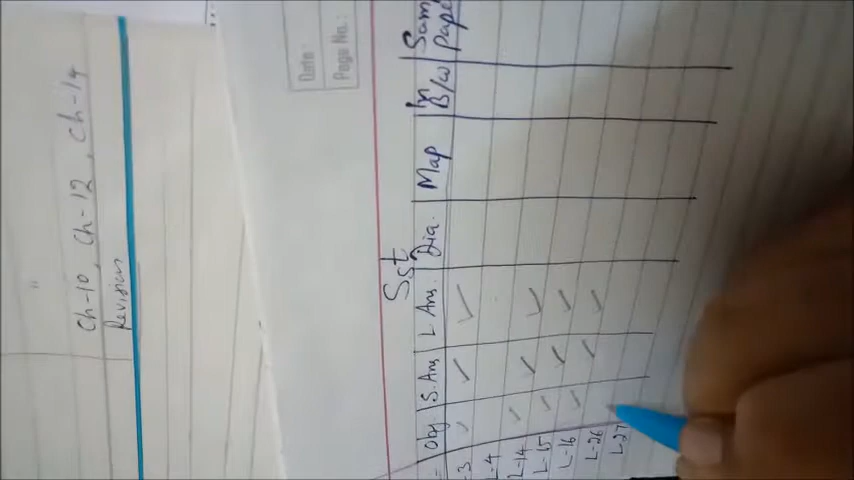 Ch-10, Ch-12, Ch-14
Revision
Date:
Page No.:
Sst
Obj S. Ans L Ans. Dia. Map In B/W Sam Pape
-3 ✓ ✓ ✓
L-4
L-14 ✓ ✓ ✓
L-15 ✓ ✓ ✓
L-16 ✓ ✓ ✓
L-26
L-27